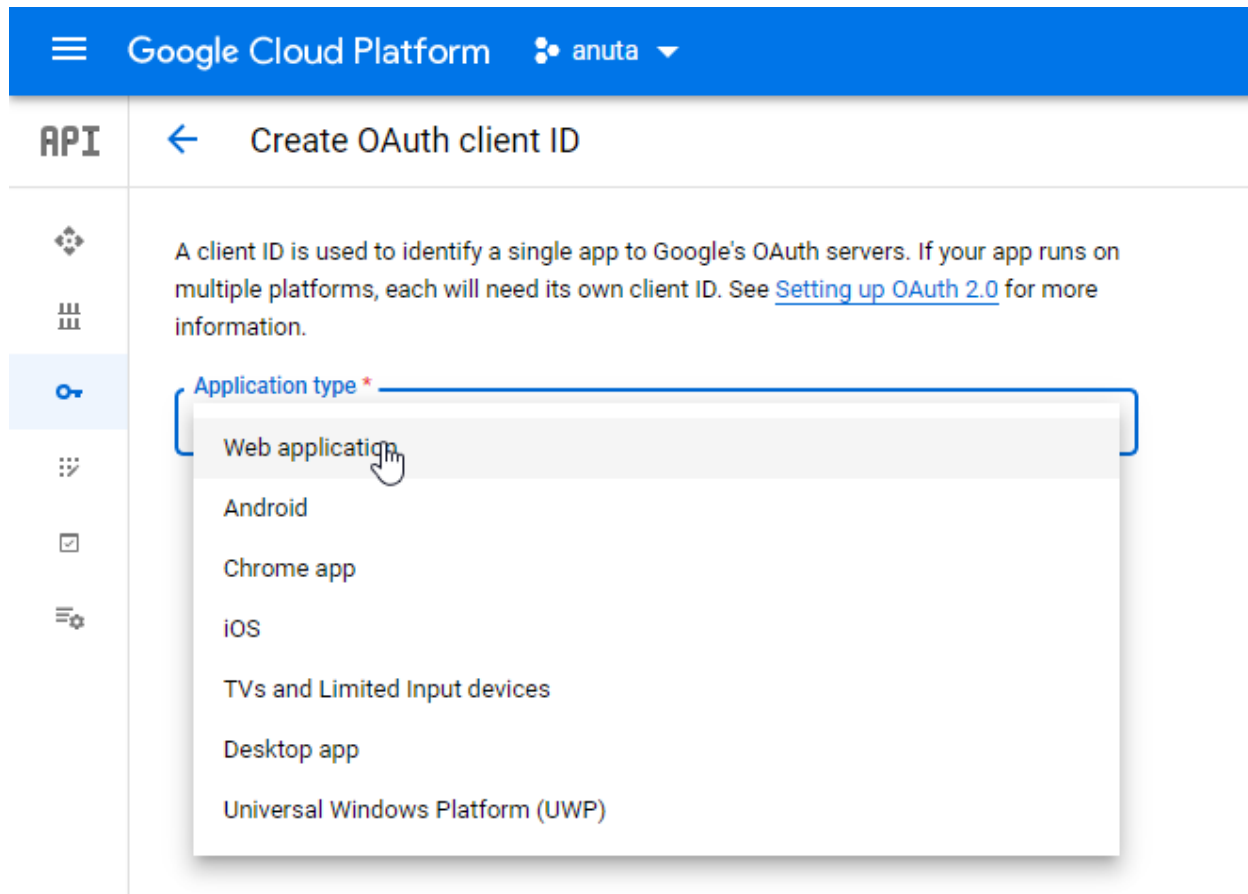 Google Cloud Platform anuta
API Create OAuth client ID
A client ID is used to identify a single app to Google's OAuth servers. If your app runs on
multiple platforms, each will need its own client ID. See Setting up OAuth 2.0 for more
information.
Application type *
Web application
Android
Chrome app
iOS
TVs and Limited Input devices
Desktop app
Universal Windows Platform (UWP)